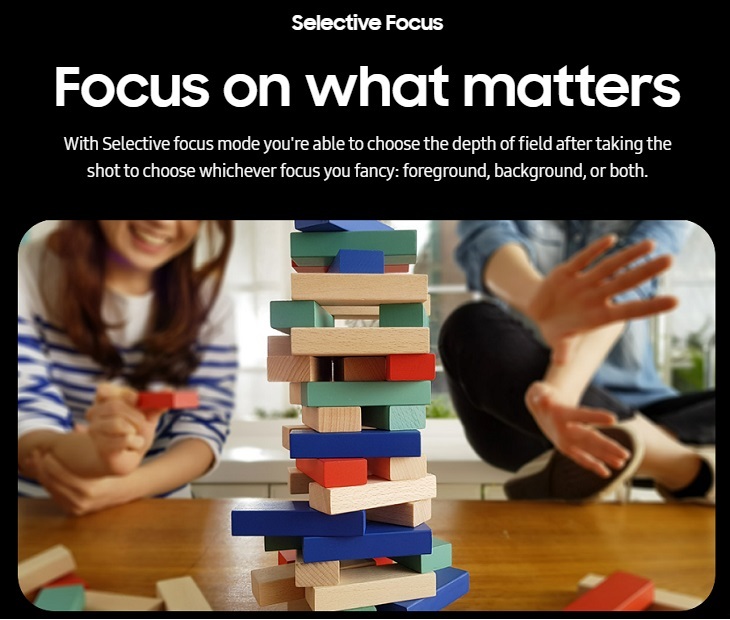 Selective Focus
Focus on what matters
With Selective focus mode you're able to choose the depth of field after taking the
shot to choose whichever focus you fancy: foreground, background, or both.